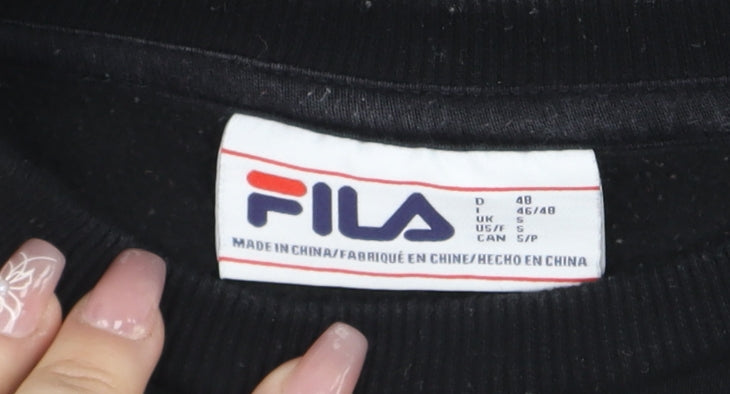 FILA
D 48
I 46/48
UK S
US/F S
CAN S/P
MADE IN CHINA/FABRIQUÉ EN CHINE/HECHO EN CHINA